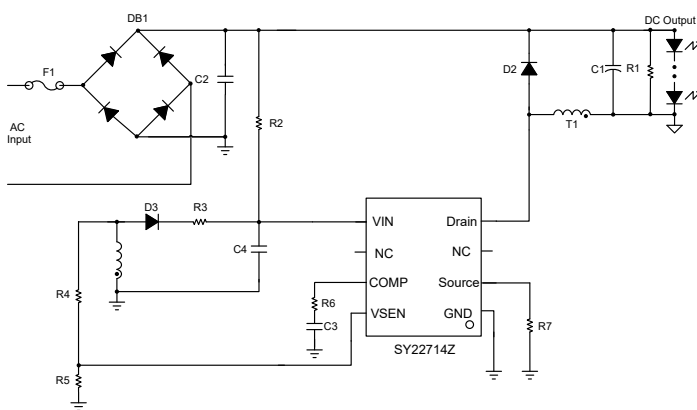 DB1
DC Output
F1
D2
C1
R1
C2
AC
Input
R2
T1
D3
R3
VIN
Drain
C4
NC
NC
R4
COMP
Source
R6
VSEN
GND
C3
R7
SY22714Z
R5